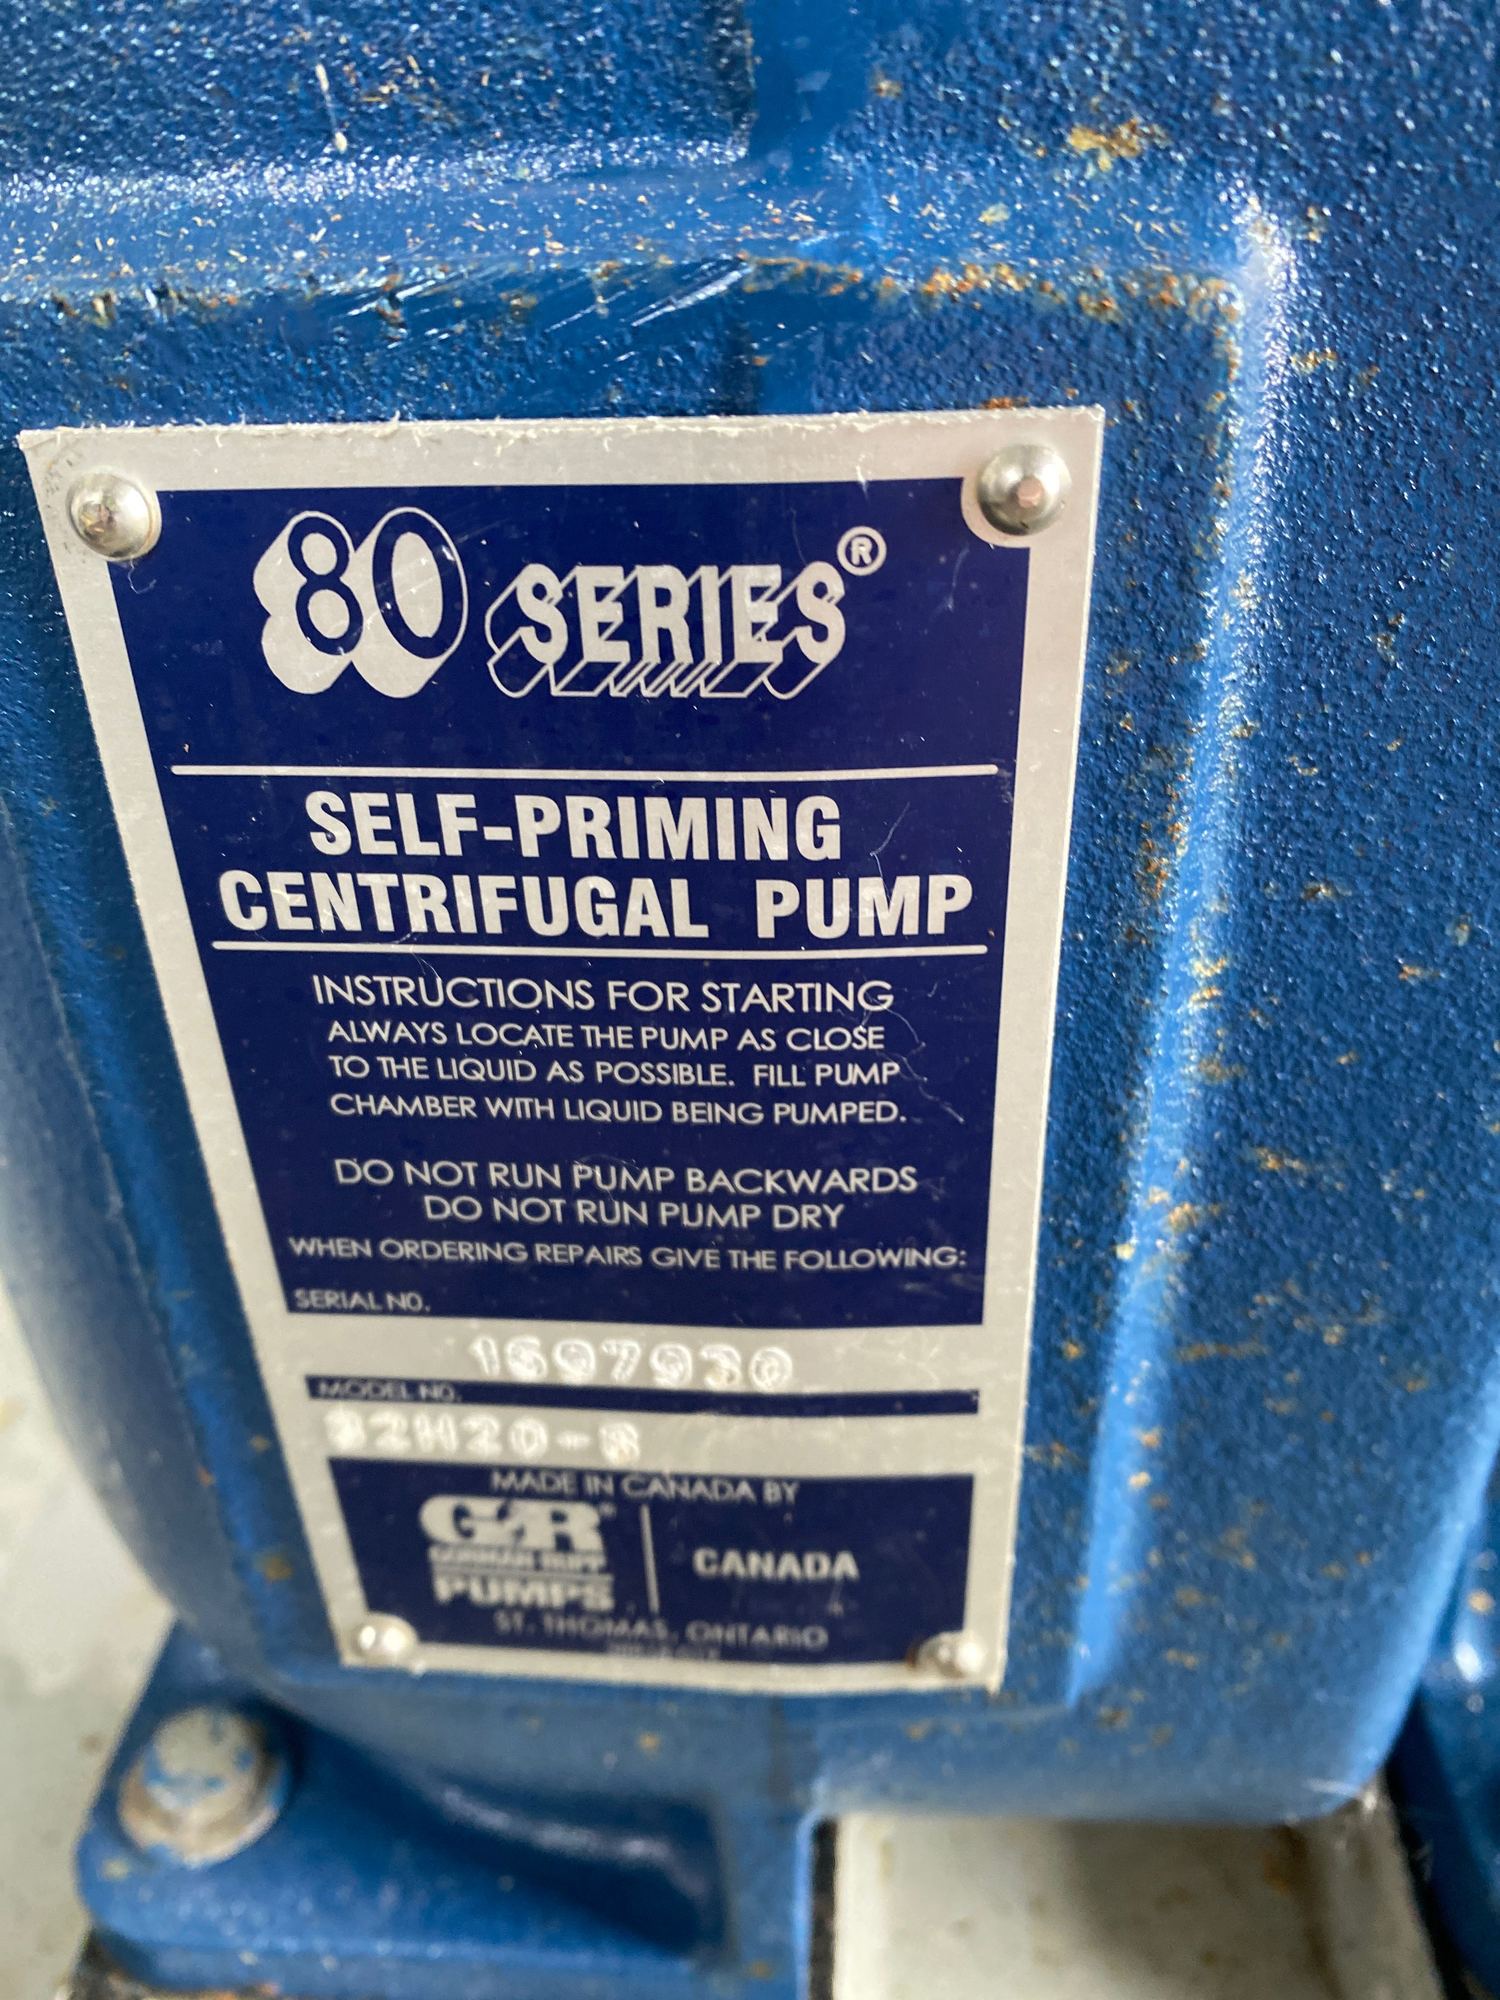 80 SERIES®
SELF-PRIMING
CENTRIFUGAL PUMP
INSTRUCTIONS FOR STARTING
ALWAYS LOCATE THE PUMP AS CLOSE
TO THE LIQUID AS POSSIBLE. FILL PUMP
CHAMBER WITH LIQUID BEING PUMPED.
DO NOT RUN PUMP BACKWARDS
DO NOT RUN PUMP DRY
WHEN ORDERING REPAIRS GIVE THE FOLLOWING:
SERIAL NO.
1697930
MODEL NO.
MADE IN CANADA BY
G/R®
GORMAN-RUPP
PUMPS
CANADA
ST. THOMAS, ONTARIO